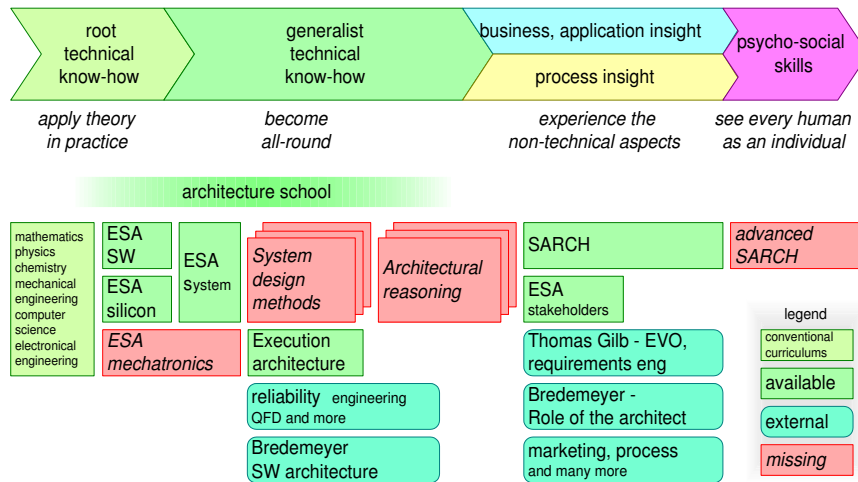 root
technical
know-how
generalist
technical
know-how
business, application insight
process insight
psycho-social
skills
apply theory
in practice
become
all-round
experience the
non-technical aspects
see every human
as an individual
architecture school
mathematics
physics
chemistry
mechanical
engineering
computer
science
electronical
engineering
ESA
SW
ESA
silicon
ESA
mechatronics
ESA
system
System
design
methods
Execution
architecture
reliability engineering
QFD and more
Bredemeyer
SW architecture
Architectural
reasoning
SARCH
ESA
stakeholders
Thomas Gilb - EVO,
requirements eng
Bredemeyer -
Role of the architect
marketing, process
and many more
advanced
SARCH
legend
conventional
curriculums
available
external
missing